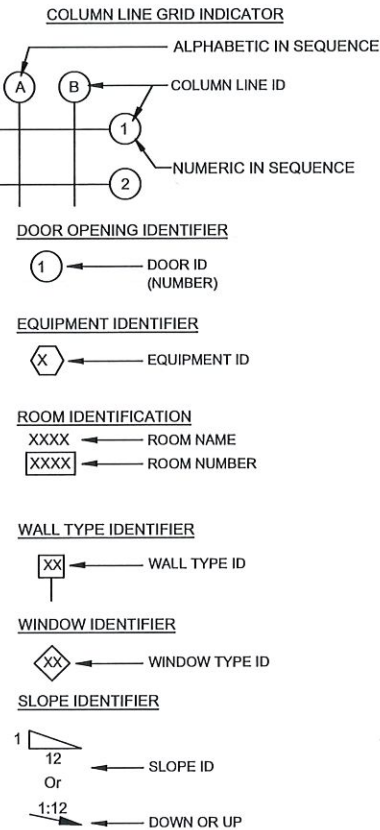 COLUMN LINE GRID INDICATOR
ALPHABETIC IN SEQUENCE
A B COLUMN LINE ID
1
NUMERIC IN SEQUENCE
2
DOOR OPENING IDENTIFIER
1 DOOR ID
(NUMBER)
EQUIPMENT IDENTIFIER
X EQUIPMENT ID
ROOM IDENTIFICATION
XXXX ROOM NAME
XXXX ROOM NUMBER
WALL TYPE IDENTIFIER
XX WALL TYPE ID
WINDOW IDENTIFIER
XX WINDOW TYPE ID
SLOPE IDENTIFIER
1
12
SLOPE ID
Or
1:12
DOWN OR UP